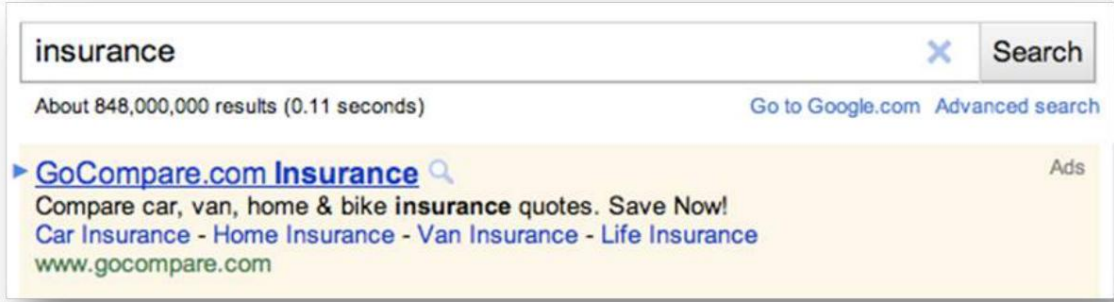 insurance
Search
About 848,000,000 results (0.11 seconds)
Go to Google.com Advanced search
GoCompare.com Insurance
Ads
Compare car, van, home & bike insurance quotes. Save Now!
Car Insurance - Home Insurance - Van Insurance - Life Insurance
www.gocompare.com